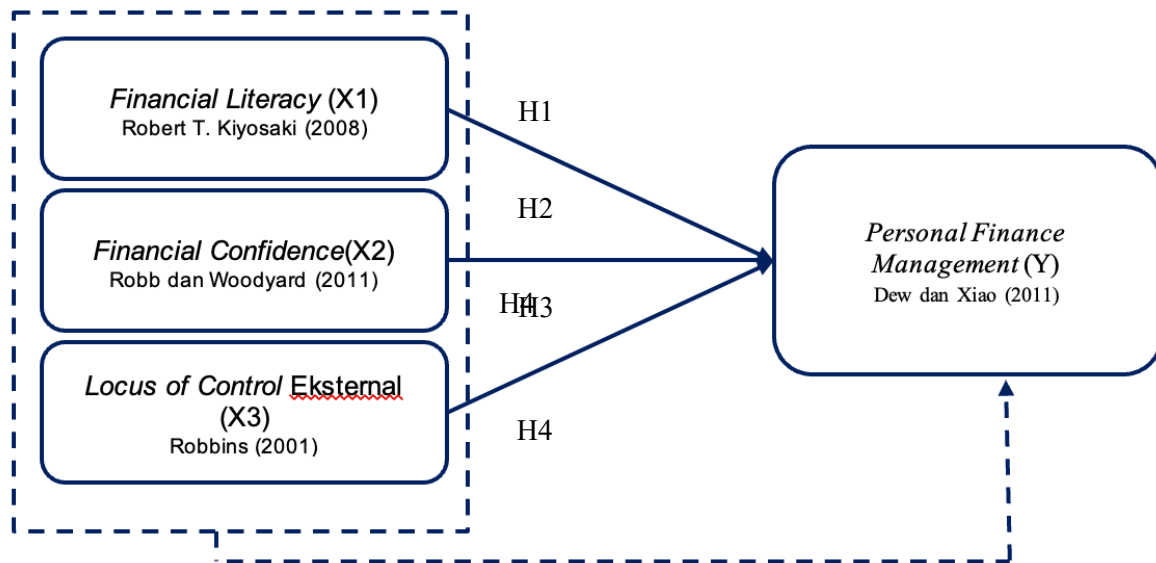 Financial Literacy (X1)
Robert T. Kiyosaki (2008)
H1
H2
Financial Confidence(X2)
Robb dan Woodyard (2011)
H4
H3
Locus of Control Eksternal
(X3)
Robbins (2001)
H4
Personal Finance
Management (Y)
Dew dan Xiao (2011)